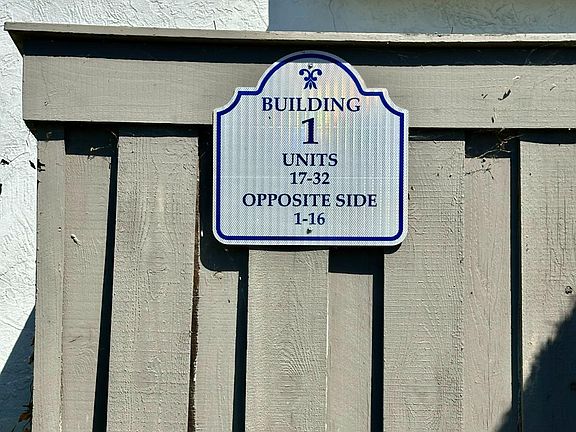 BUILDING
1
UNITS
17-32
OPPOSITE SIDE
1-16